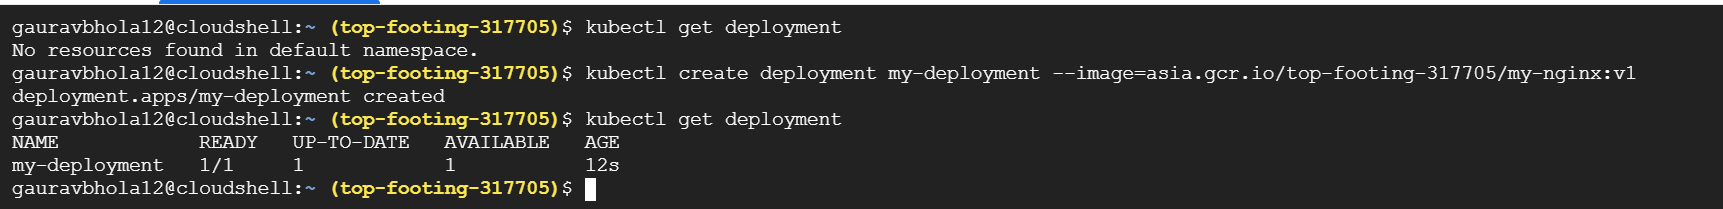 gauravbhola12@cloudshell:~ (top-footing-317705)$ kubectl get deployment
No resources found in default namespace.
gauravbhola12@cloudshell:~ (top-footing-317705)$ kubectl create deployment my-deployment --image=asia.gcr.io/top-footing-317705/my-nginx:v1
deployment.apps/my-deployment created
gauravbhola12@cloudshell:~ (top-footing-317705)$ kubectl get deployment
NAME READY UP-TO-DATE AVAILABLE AGE
my-deployment 1/1 1 1 12s
gauravbhola12@cloudshell:~ (top-footing-317705)$